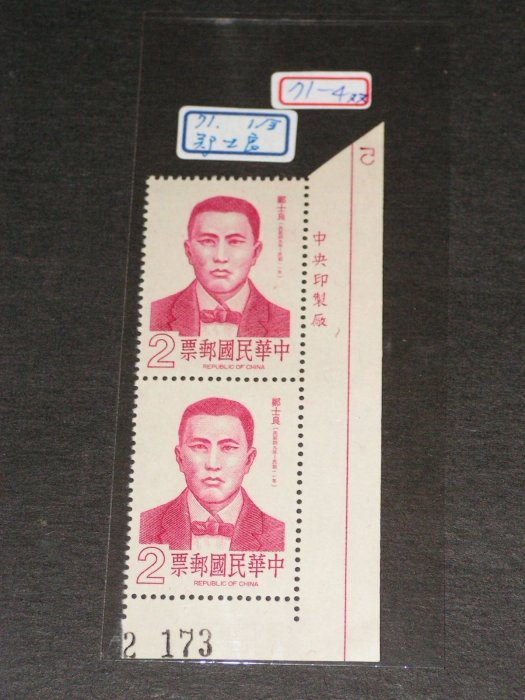 71-4
71. 1/3
鄭士良
中央印製廠
鄭士良
2 票郵國民華中
REPUBLIC OF CHINA
鄭士良
2 票郵國民華中
REPUBLIC OF CHINA
2 173